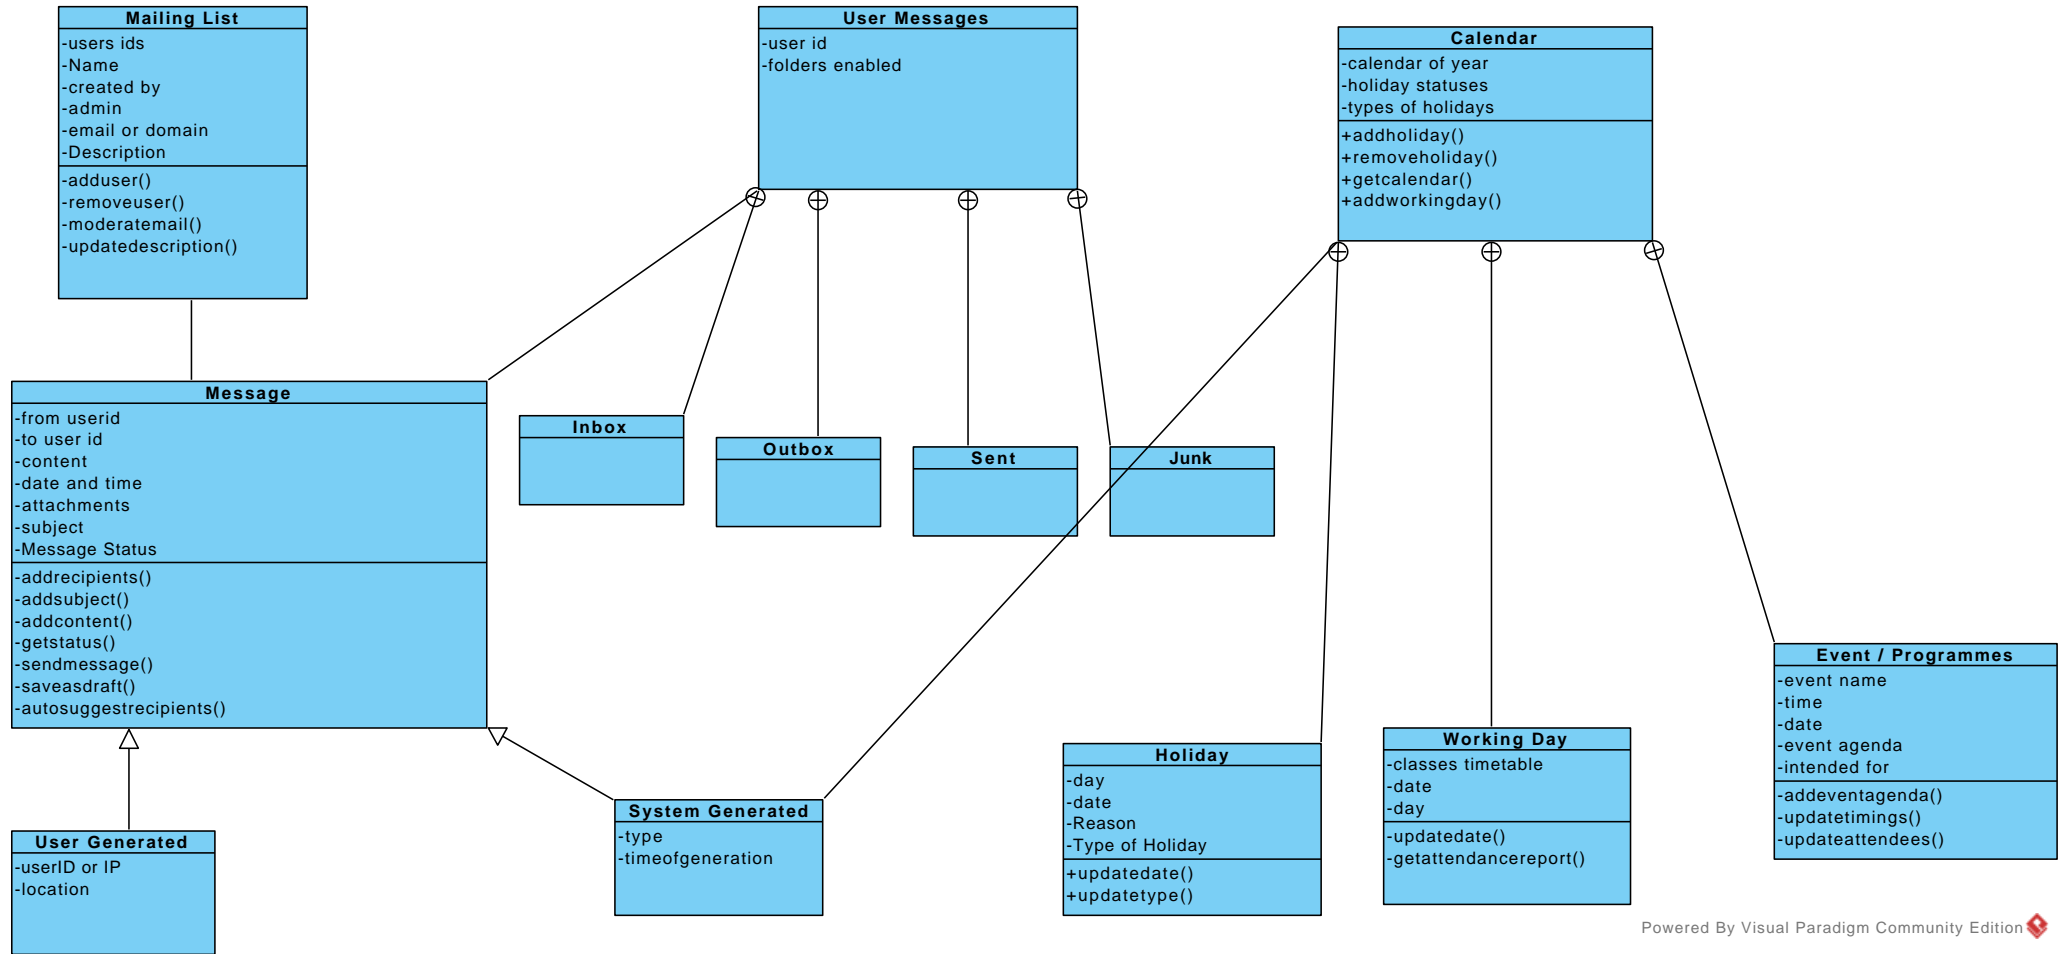 Mailing List
-users ids
-Name
-created by
-admin
-email or domain
-Description
-adduser()
-removeuser()
-moderatemail()
-updatedescription()
User Messages
-user id
-folders enabled
Calendar
-calendar of year
-holiday statuses
-types of holidays
+addholiday()
+removeholiday()
+getcalendar()
+addworkingday()
Message
-from userid
-to user id
-content
-date and time
-attachments
-subject
-Message Status
-addrecipients()
-addsubject()
-addcontent()
-getstatus()
-sendmessage()
-saveasdraft()
-autosuggestrecipients()
Inbox
Outbox
Sent
Junk
User Generated
-userID or IP
-location
System Generated
-type
-timeofgeneration
Holiday
-day
-date
-Reason
-Type of Holiday
+updatedate()
+updatetype()
Working Day
-classes timetable
-date
-day
-updatedate()
-getattendancereport()
Event / Programmes
-event name
-time
-date
-event agenda
-intended for
-addeventagenda()
-updatetimings()
-updateattendees()
Powered By Visual Paradigm Community Edition